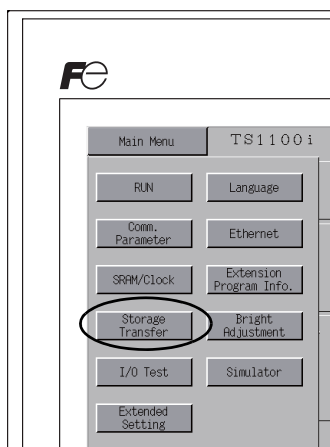 Fe
Main Menu
TS1100i
RUN
Language
Comm.
Parameter
Ethernet
SRAM/Clock
Extension
Program Info.
Storage
Transfer
Bright
Adjustment
I/O Test
Simulator
Extended
Setting